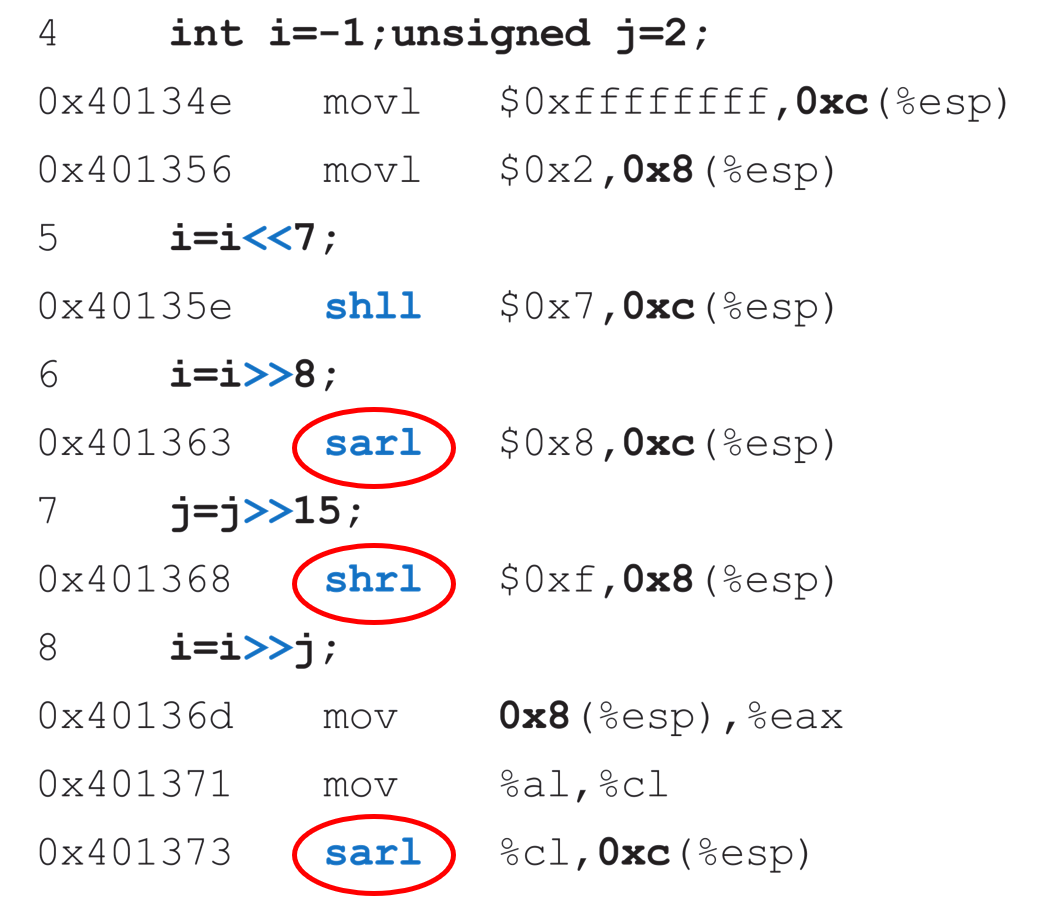 4 int i=-1;unsigned j=2;
0x40134e movl $0xffffffff,0xc(%esp)
0x401356 movl $0x2,0x8(%esp)
5 i=i<<7;
0x40135e shll $0x7,0xc(%esp)
6 i=i>>8;
0x401363 sarl $0x8,0xc(%esp)
7 j=j>>15;
0x401368 shrl $0xf,0x8(%esp)
8 i=i>>j;
0x40136d mov 0x8(%esp),%eax
0x401371 mov %al,%cl
0x401373 sarl %cl,0xc(%esp)